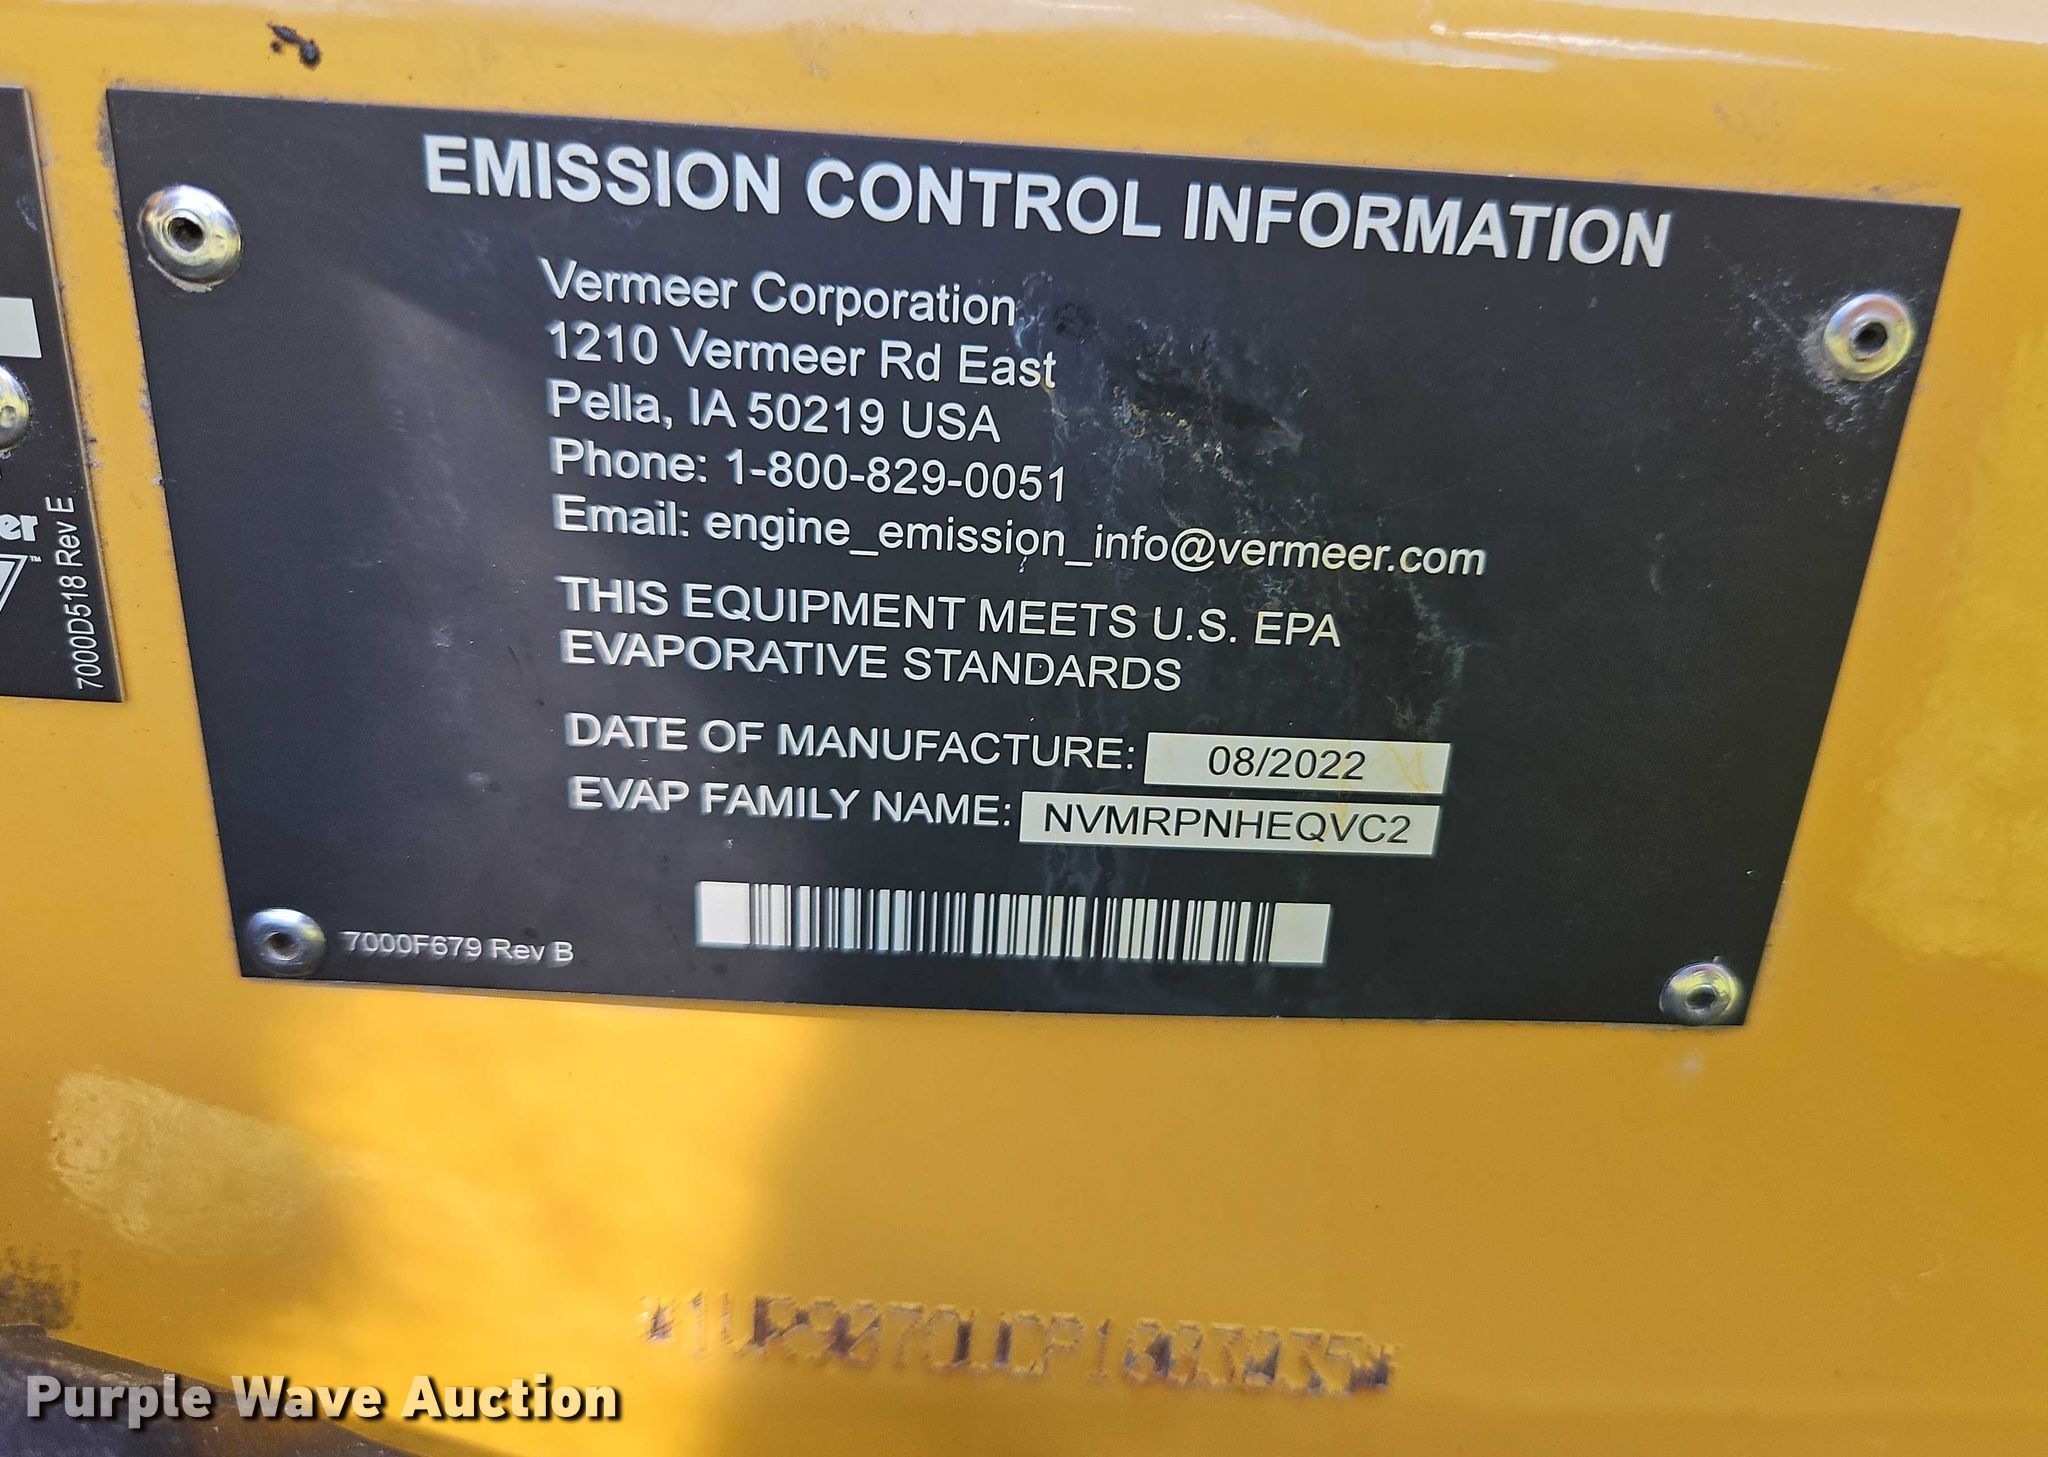 EMISSION CONTROL INFORMATION
Vermeer Corporation
1210 Vermeer Rd East
Pella, IA 50219 USA
Phone: 1-800-829-0051
Email: engine_emission_info@vermeer.com
THIS EQUIPMENT MEETS U.S. EPA
EVAPORATIVE STANDARDS
DATE OF MANUFACTURE: 08/2022
EVAP FAMILY NAME: NVMRPNHEQVC2
7000F679 Rev B
er
™
7000D518 Rev E
Purple Wave Auction